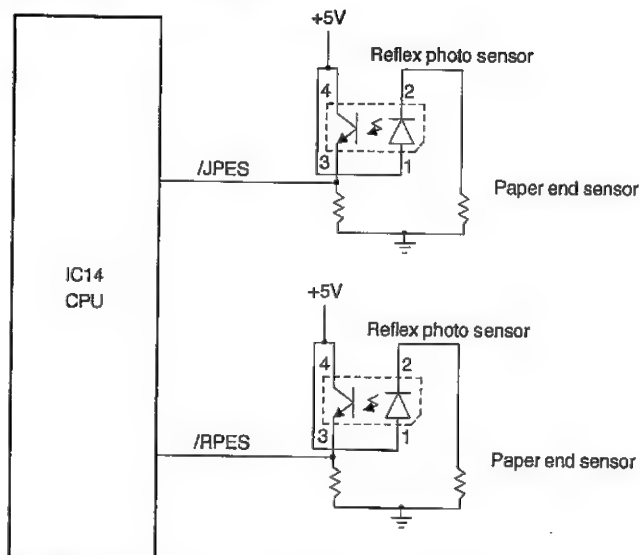 +5V
Reflex photo sensor
4
2
3
1
/JPES
Paper end sensor
IC14
CPU
+5V
Reflex photo sensor
4
2
3
1
/RPES
Paper end sensor